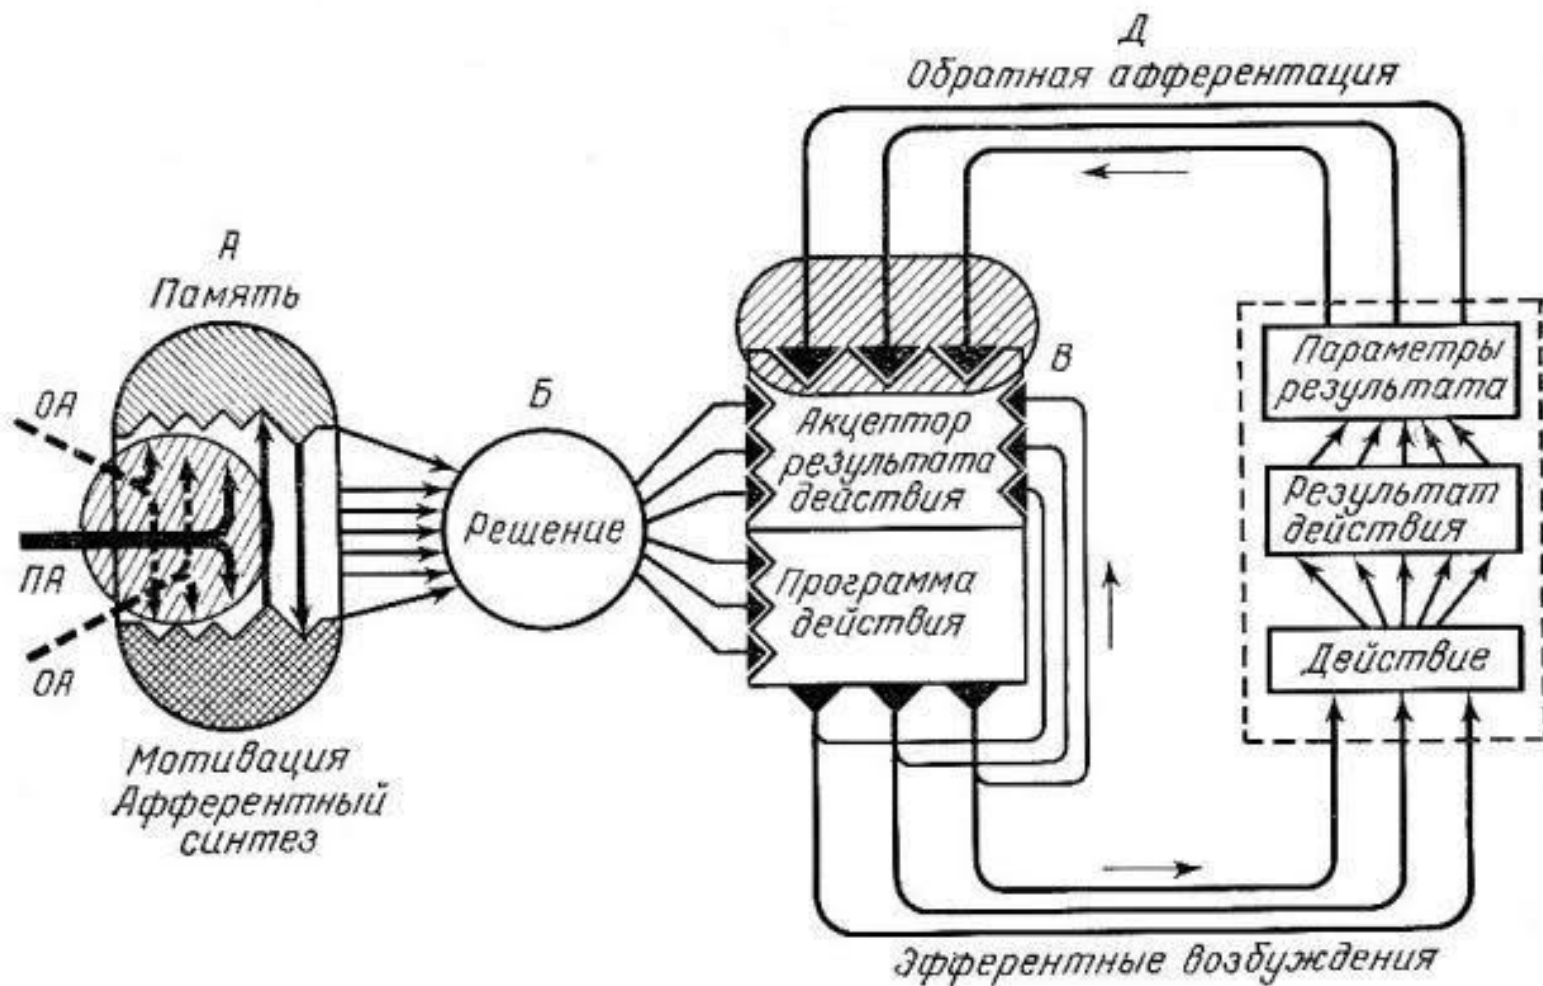 Д
Обратная афферентация
А
Память
ОА
ПА
ОА
Мотивация
Афферентный
синтез
Б
Решение
В
Акцептор
результата
действия
Программа
действия
Параметры
результата
Результат
действия
Действие
Эфферентные возбуждения